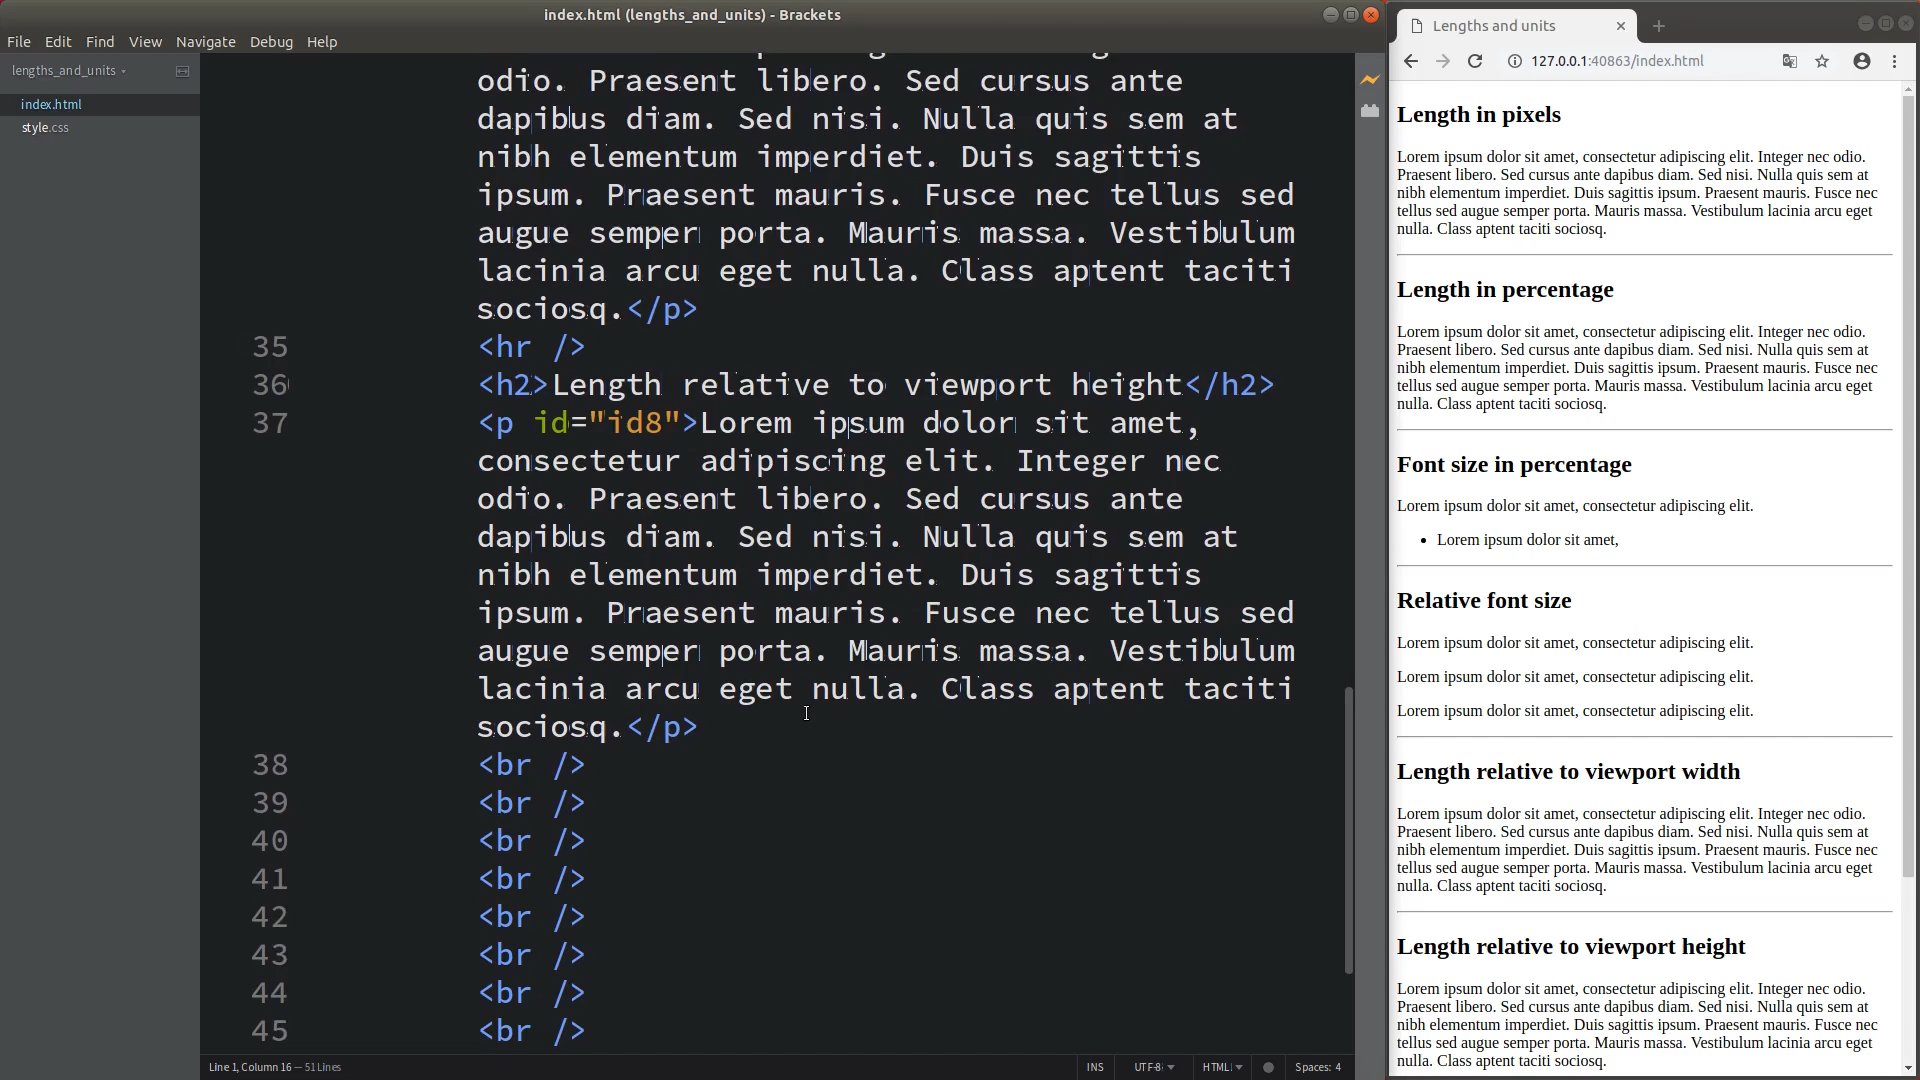 index.html (lengths_and_units) - Brackets
File Edit Find View Navigate Debug Help
lengths_and_units
index.html
style.css
odio. Praesent libero. Sed cursus ante
dapibus diam. Sed nisi. Nulla quis sem at
nibh elementum imperdiet. Duis sagittis
ipsum. Praesent mauris. Fusce nec tellus sed
augue semper porta. Mauris massa. Vestibulum
lacinia arcu eget nulla. Class aptent taciti
sociosq.</p>
35 <hr />
36 <h2>Length relative to viewport height</h2>
37 <p id="id8">Lorem ipsum dolor sit amet,
consectetur adipiscing elit. Integer nec
odio. Praesent libero. Sed cursus ante
dapibus diam. Sed nisi. Nulla quis sem at
nibh elementum imperdiet. Duis sagittis
ipsum. Praesent mauris. Fusce nec tellus sed
augue semper porta. Mauris massa. Vestibulum
lacinia arcu eget nulla. Class aptent taciti
sociosq.</p>
38 <br />
39 <br />
40 <br />
41 <br />
42 <br />
43 <br />
44 <br />
45 <br />
Line 1, Column 16 — 51 Lines
INS UTF-8 HTML Spaces: 4
Lengths and units
127.0.0.1:40863/index.html
Length in pixels
Lorem ipsum dolor sit amet, consectetur adipiscing elit. Integer nec odio.
Praesent libero. Sed cursus ante dapibus diam. Sed nisi. Nulla quis sem at
nibh elementum imperdiet. Duis sagittis ipsum. Praesent mauris. Fusce nec
tellus sed augue semper porta. Mauris massa. Vestibulum lacinia arcu eget
nulla. Class aptent taciti sociosq.
Length in percentage
Lorem ipsum dolor sit amet, consectetur adipiscing elit. Integer nec odio.
Praesent libero. Sed cursus ante dapibus diam. Sed nisi. Nulla quis sem at
nibh elementum imperdiet. Duis sagittis ipsum. Praesent mauris. Fusce nec
tellus sed augue semper porta. Mauris massa. Vestibulum lacinia arcu eget
nulla. Class aptent taciti sociosq.
Font size in percentage
Lorem ipsum dolor sit amet, consectetur adipiscing elit.
• Lorem ipsum dolor sit amet,
Relative font size
Lorem ipsum dolor sit amet, consectetur adipiscing elit.
Lorem ipsum dolor sit amet, consectetur adipiscing elit.
Lorem ipsum dolor sit amet, consectetur adipiscing elit.
Length relative to viewport width
Lorem ipsum dolor sit amet, consectetur adipiscing elit. Integer nec odio.
Praesent libero. Sed cursus ante dapibus diam. Sed nisi. Nulla quis sem at
nibh elementum imperdiet. Duis sagittis ipsum. Praesent mauris. Fusce nec
tellus sed augue semper porta. Mauris massa. Vestibulum lacinia arcu eget
nulla. Class aptent taciti sociosq.
Length relative to viewport height
Lorem ipsum dolor sit amet, consectetur adipiscing elit. Integer nec odio.
Praesent libero. Sed cursus ante dapibus diam. Sed nisi. Nulla quis sem at
nibh elementum imperdiet. Duis sagittis ipsum. Praesent mauris. Fusce nec
tellus sed augue semper porta. Mauris massa. Vestibulum lacinia arcu eget
nulla. Class aptent taciti sociosq.